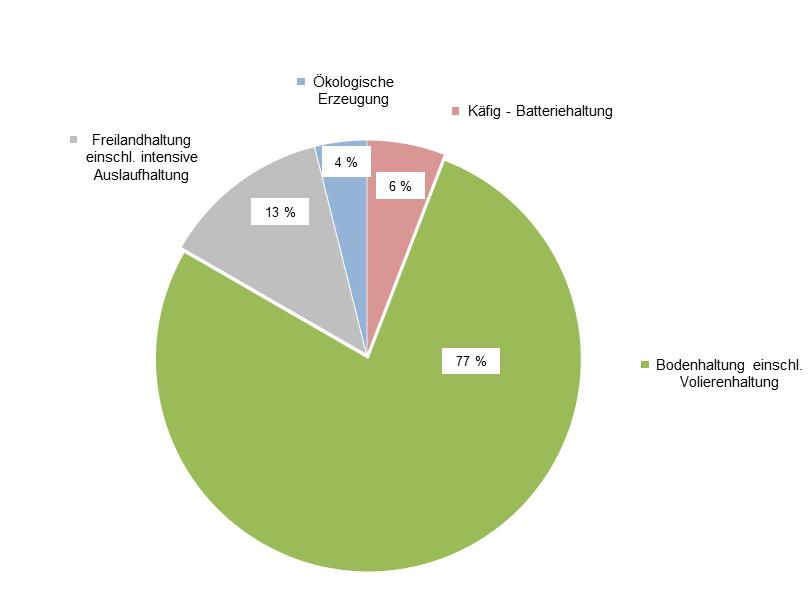 Ökologische
Erzeugung
Käfig - Batteriehaltung
Freilandhaltung
einschl. intensive
Auslaufhaltung
4 %
6 %
13 %
77 %
Bodenhaltung einschl.
Volierenhaltung